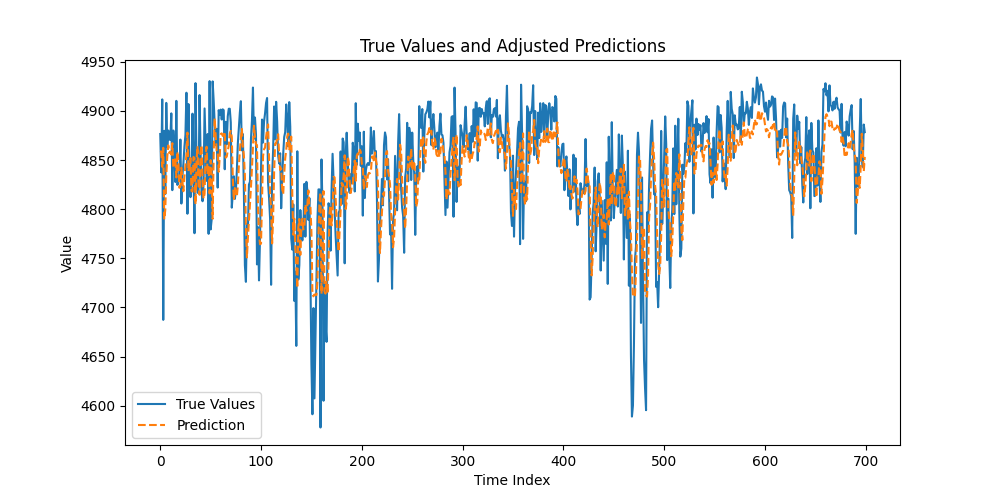 True Values and Adjusted Predictions
4950
4900
4850
4800
4750
4700
4650
4600
Value
True Values
Prediction
0 100 200 300 400 500 600 700
Time Index